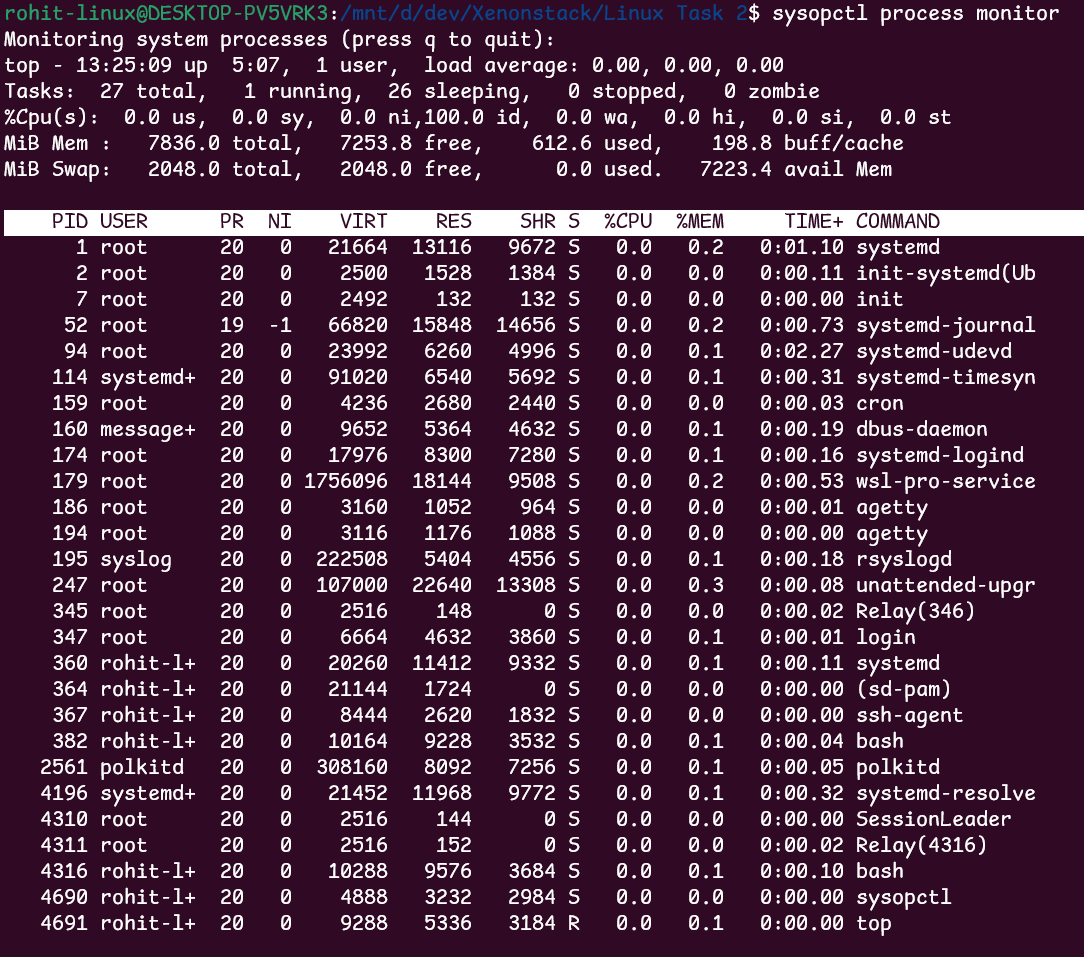 rohit-linux@DESKTOP-PV5VRK3:/mnt/d/dev/Xenonstack/Linux Task 2$ sysopctl process monitor
Monitoring system processes (press q to quit):
top - 13:25:09 up  5:07,  1 user,  load average: 0.00, 0.00, 0.00
Tasks:  27 total,   1 running,  26 sleeping,   0 stopped,   0 zombie
%Cpu(s):  0.0 us,  0.0 sy,  0.0 ni,100.0 id,  0.0 wa,  0.0 hi,  0.0 si,  0.0 st
MiB Mem :   7836.0 total,   7253.8 free,    612.6 used,    198.8 buff/cache
MiB Swap:   2048.0 total,   2048.0 free,      0.0 used.   7223.4 avail Mem
PID USER      PR  NI    VIRT    RES    SHR S  %CPU  %MEM     TIME+ COMMAND
1 root      20   0   21664  13116   9672 S   0.0   0.2   0:01.10 systemd
2 root      20   0    2500   1528   1384 S   0.0   0.0   0:00.11 init-systemd(Ub
7 root      20   0    2492    132    132 S   0.0   0.0   0:00.00 init
52 root      19  -1   66820  15848  14656 S   0.0   0.2   0:00.73 systemd-journal
94 root      20   0   23992   6260   4996 S   0.0   0.1   0:02.27 systemd-udevd
114 systemd+  20   0   91020   6540   5692 S   0.0   0.1   0:00.31 systemd-timesyn
159 root      20   0    4236   2680   2440 S   0.0   0.0   0:00.03 cron
160 message+  20   0    9652   5364   4632 S   0.0   0.1   0:00.19 dbus-daemon
174 root      20   0   17976   8300   7280 S   0.0   0.1   0:00.16 systemd-logind
179 root      20   0 1756096  18144   9508 S   0.0   0.2   0:00.53 wsl-pro-service
186 root      20   0    3160   1052    964 S   0.0   0.0   0:00.01 agetty
194 root      20   0    3116   1176   1088 S   0.0   0.0   0:00.00 agetty
195 syslog    20   0  222508   5404   4556 S   0.0   0.1   0:00.18 rsyslogd
247 root      20   0  107000  22640  13308 S   0.0   0.3   0:00.08 unattended-upgr
345 root      20   0    2516    148      0 S   0.0   0.0   0:00.02 Relay(346)
347 root      20   0    6664   4632   3860 S   0.0   0.1   0:00.01 login
360 rohit-l+  20   0   20260  11412   9332 S   0.0   0.1   0:00.11 systemd
364 rohit-l+  20   0   21144   1724      0 S   0.0   0.0   0:00.00 (sd-pam)
367 rohit-l+  20   0    8444   2620   1832 S   0.0   0.0   0:00.00 ssh-agent
382 rohit-l+  20   0   10164   9228   3532 S   0.0   0.1   0:00.04 bash
2561 polkitd   20   0  308160   8092   7256 S   0.0   0.1   0:00.05 polkitd
4196 systemd+  20   0   21452  11968   9772 S   0.0   0.1   0:00.32 systemd-resolve
4310 root      20   0    2516    144      0 S   0.0   0.0   0:00.00 SessionLeader
4311 root      20   0    2516    152      0 S   0.0   0.0   0:00.02 Relay(4316)
4316 rohit-l+  20   0   10288   9576   3684 S   0.0   0.1   0:00.10 bash
4690 rohit-l+  20   0    4888   3232   2984 S   0.0   0.0   0:00.00 sysopctl
4691 rohit-l+  20   0    9288   5336   3184 R   0.0   0.1   0:00.00 top